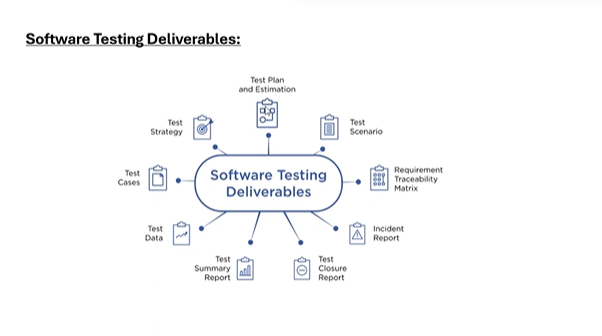 Software Testing Deliverables:
Test Plan
and Estimation
Test
Strategy
Test
Scenario
Test
Cases
Software Testing
Deliverables
Requirement
Traceability
Matrix
Test
Data
Incident
Report
Test
Summary
Report
Test
Closure
Report